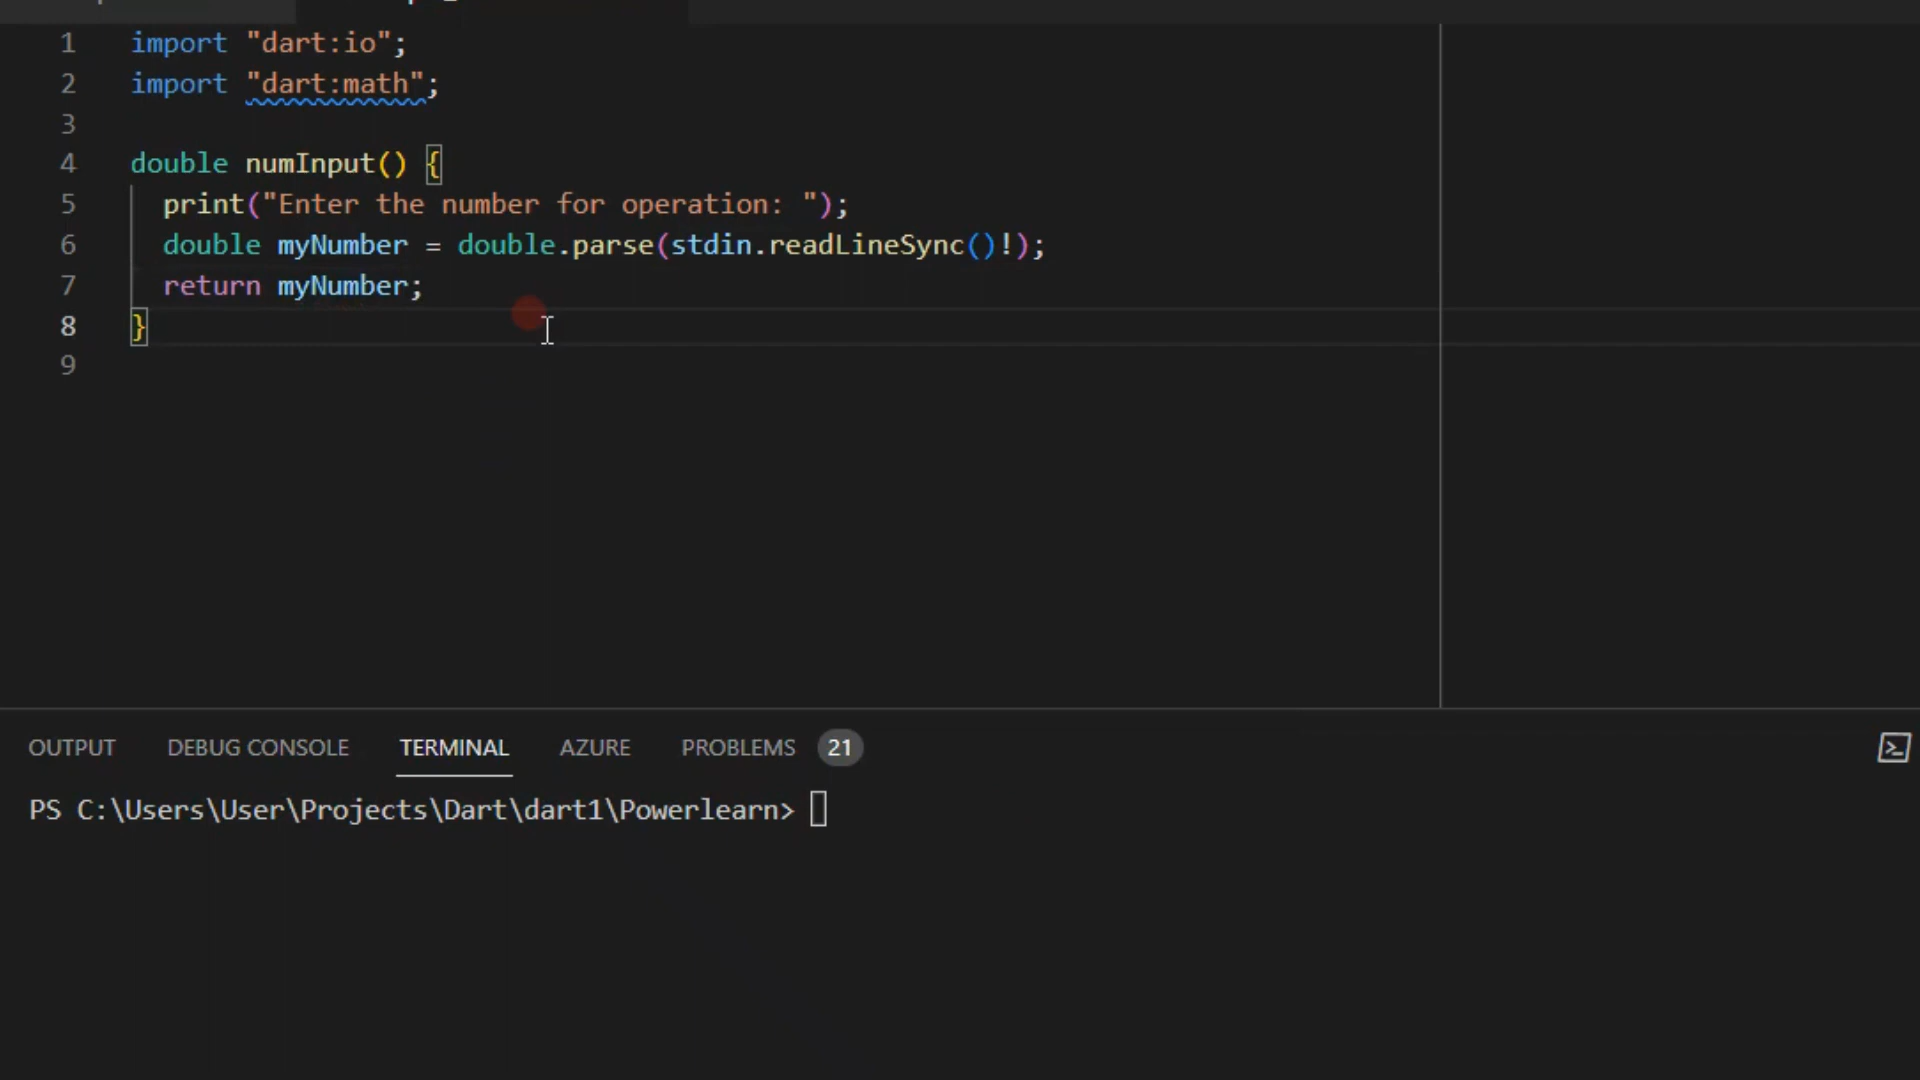 1 import "dart:io";
2 import "dart:math";
3
4 double numInput() {
5 print("Enter the number for operation: ");
6 double myNumber = double.parse(stdin.readLineSync()!);
7 return myNumber;
8 }
9
OUTPUT DEBUG CONSOLE TERMINAL AZURE PROBLEMS 21
PS C:\Users\User\Projects\Dart\dart1\Powerlearn>